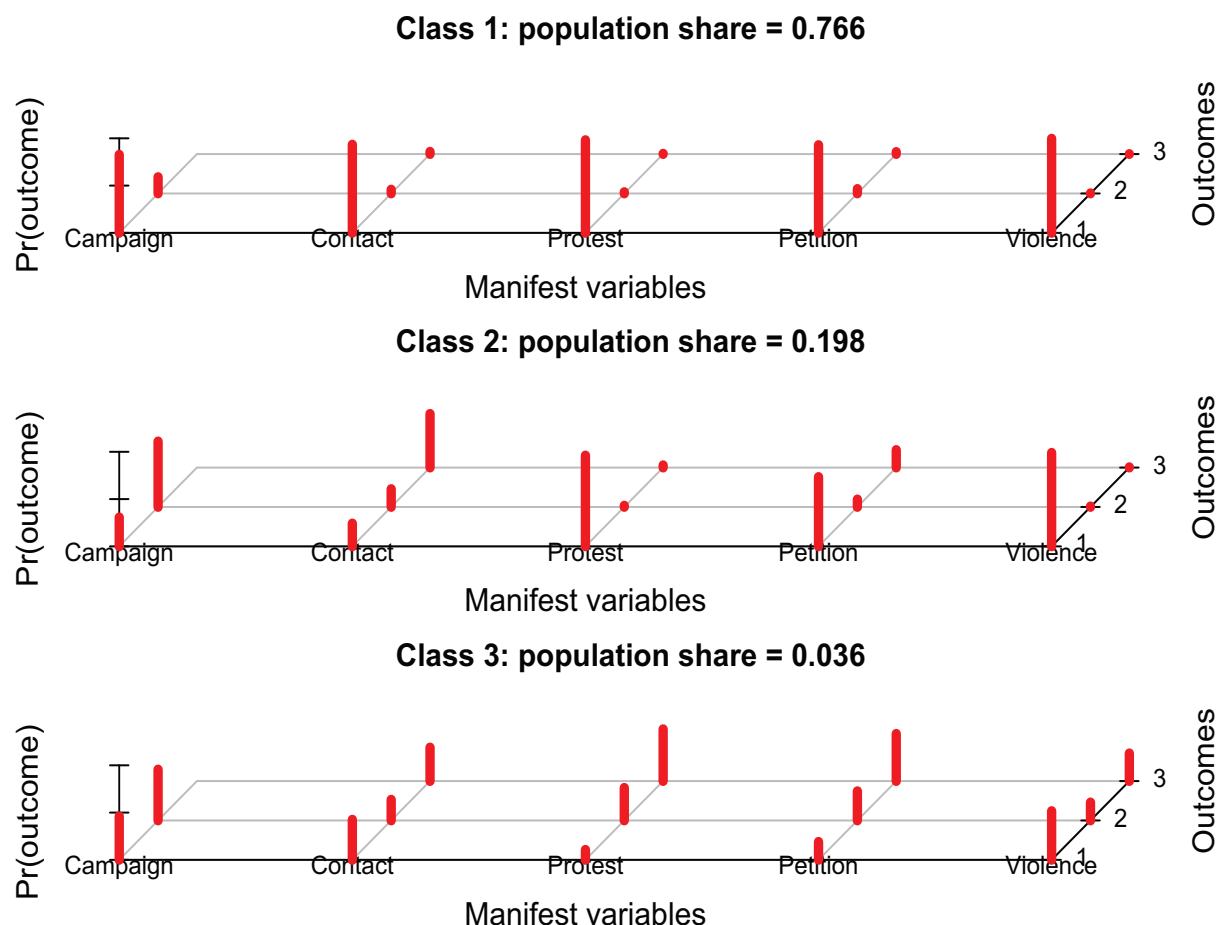 Class 1: population share = 0.766
Pr(outcome)
Campaign Contact Protest Petition Violence
1
2
3
Outcomes
Manifest variables
Class 2: population share = 0.198
Pr(outcome)
Campaign Contact Protest Petition Violence
1
2
3
Outcomes
Manifest variables
Class 3: population share = 0.036
Pr(outcome)
Campaign Contact Protest Petition Violence
1
2
3
Outcomes
Manifest variables